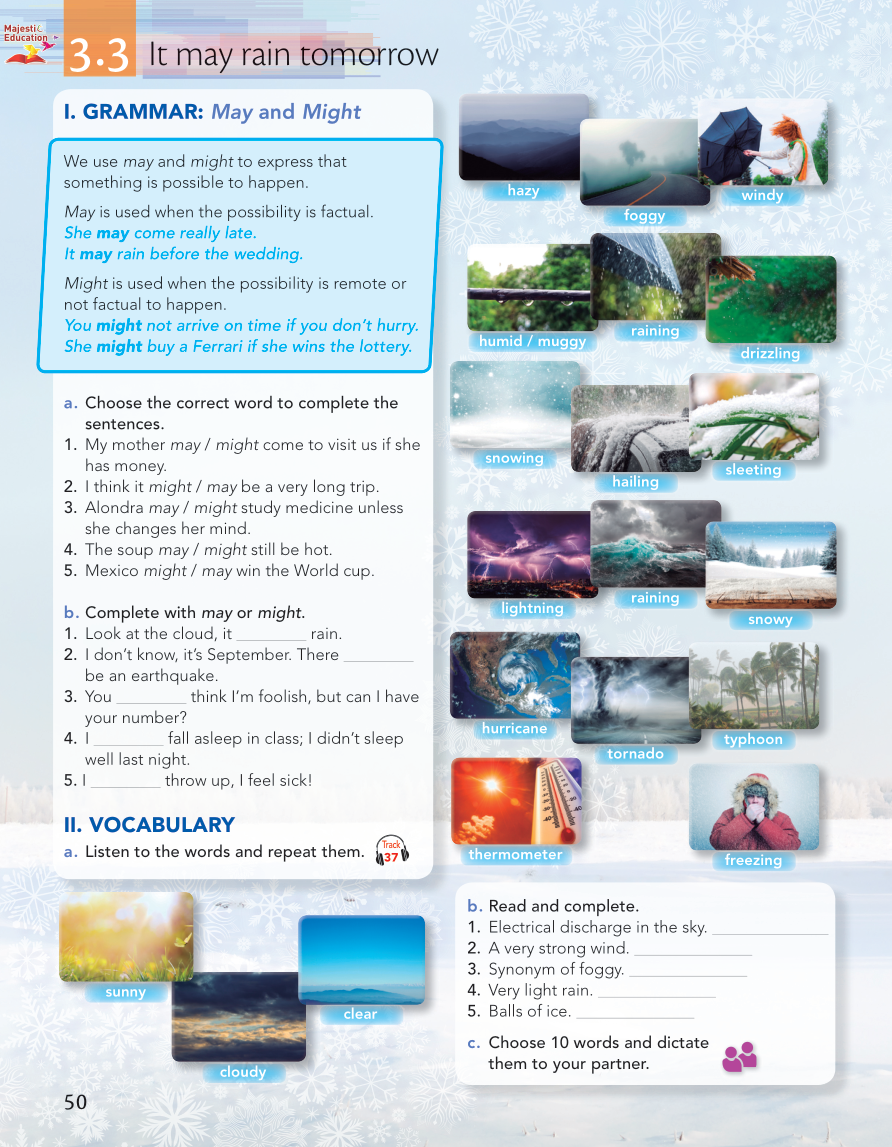 Majestic
Education
3.3 It may rain tomorrow
I. GRAMMAR: May and Might
We use may and might to express that
something is possible to happen.
May is used when the possibility is factual.
She may come really late.
It may rain before the wedding.
Might is used when the possibility is remote or
not factual to happen.
You might not arrive on time if you don't hurry.
She might buy a Ferrari if she wins the lottery.
a. Choose the correct word to complete the
sentences.
1. My mother may / might come to visit us if she
has money.
2. I think it might / may be a very long trip.
3. Alondra may / might study medicine unless
she changes her mind.
4. The soup may / might still be hot.
5. Mexico might / may win the World cup.
b. Complete with may or might.
1. Look at the cloud, it ________ rain.
2. I don't know, it's September. There ________
be an earthquake.
3. You ________ think I'm foolish, but can I have
your number?
4. I ________ fall asleep in class; I didn't sleep
well last night.
5. I ________ throw up, I feel sick!
II. VOCABULARY
a. Listen to the words and repeat them.
Track
37
sunny
cloudy
clear
hazy
foggy
windy
humid / muggy
raining
drizzling
snowing
hailing
sleeting
lightning
raining
snowy
hurricane
tornado
typhoon
thermometer
freezing
b. Read and complete.
1. Electrical discharge in the sky. ______________
2. A very strong wind. ______________
3. Synonym of foggy. ______________
4. Very light rain. ______________
5. Balls of ice. ______________
c. Choose 10 words and dictate
them to your partner.
50